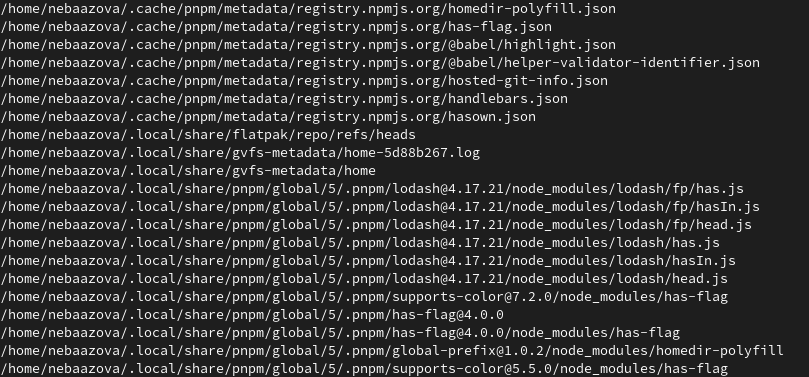 /home/nebaazova/.cache/pnpm/metadata/registry.npmjs.org/homedir-polyfill.json
/home/nebaazova/.cache/pnpm/metadata/registry.npmjs.org/has-flag.json
/home/nebaazova/.cache/pnpm/metadata/registry.npmjs.org/@babel/highlight.json
/home/nebaazova/.cache/pnpm/metadata/registry.npmjs.org/@babel/helper-validator-identifier.json
/home/nebaazova/.cache/pnpm/metadata/registry.npmjs.org/hosted-git-info.json
/home/nebaazova/.cache/pnpm/metadata/registry.npmjs.org/handlebars.json
/home/nebaazova/.cache/pnpm/metadata/registry.npmjs.org/hasown.json
/home/nebaazova/.local/share/flatpak/repo/refs/heads
/home/nebaazova/.local/share/gvfs-metadata/home-5d88b267.log
/home/nebaazova/.local/share/gvfs-metadata/home
/home/nebaazova/.local/share/pnpm/global/5/.pnpm/lodash@4.17.21/node_modules/lodash/fp/has.js
/home/nebaazova/.local/share/pnpm/global/5/.pnpm/lodash@4.17.21/node_modules/lodash/fp/hasIn.js
/home/nebaazova/.local/share/pnpm/global/5/.pnpm/lodash@4.17.21/node_modules/lodash/fp/head.js
/home/nebaazova/.local/share/pnpm/global/5/.pnpm/lodash@4.17.21/node_modules/lodash/has.js
/home/nebaazova/.local/share/pnpm/global/5/.pnpm/lodash@4.17.21/node_modules/lodash/hasIn.js
/home/nebaazova/.local/share/pnpm/global/5/.pnpm/lodash@4.17.21/node_modules/lodash/head.js
/home/nebaazova/.local/share/pnpm/global/5/.pnpm/supports-color@7.2.0/node_modules/has-flag
/home/nebaazova/.local/share/pnpm/global/5/.pnpm/has-flag@4.0.0
/home/nebaazova/.local/share/pnpm/global/5/.pnpm/has-flag@4.0.0/node_modules/has-flag
/home/nebaazova/.local/share/pnpm/global/5/.pnpm/global-prefix@1.0.2/node_modules/homedir-polyfill
/home/nebaazova/.local/share/pnpm/global/5/.pnpm/supports-color@5.5.0/node_modules/has-flag